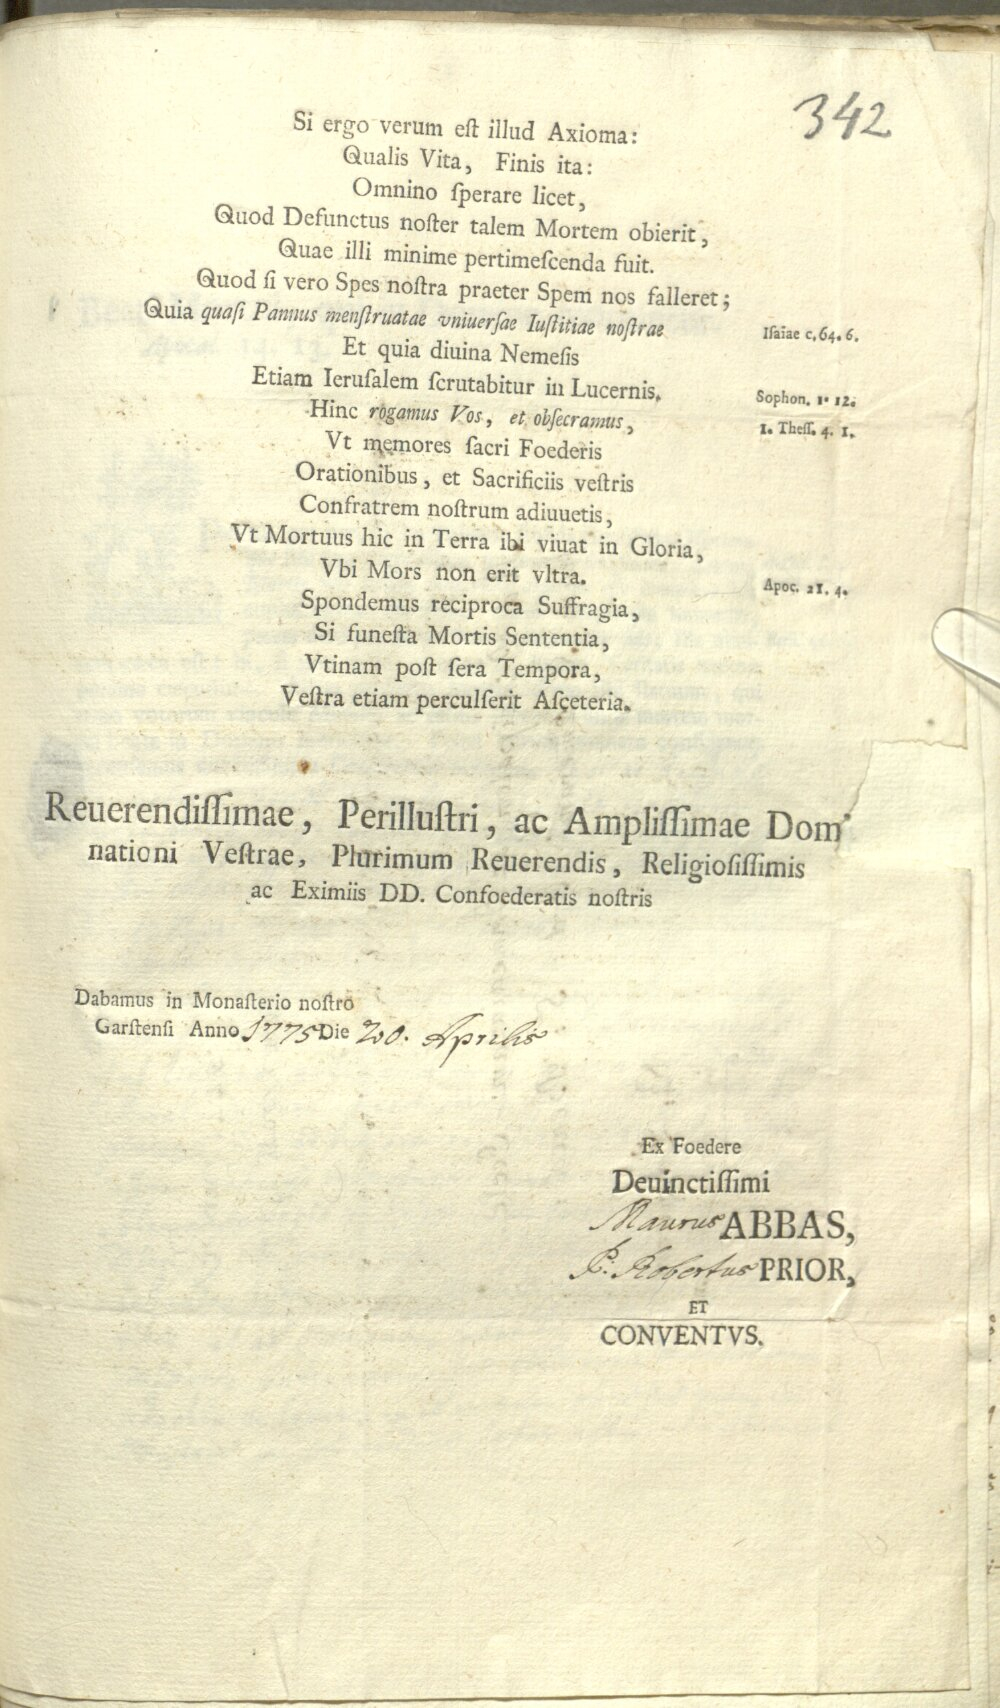 342
Si ergo verum eſt illud Axioma:
Qualis Vita, Finis ita:
Omnino ſperare licet,
Quod Defunctus noſter talem Mortem obierit,
Quae illi minime pertimeſcenda fuit.
Quod ſi vero Spes noſtra praeter Spem nos falleret;
Quia quaſi Pannus menſtruatae vniuerſae Iuſtitiae noſtrae Iſaiae c. 64. 6.
Et quia diuina Nemeſis
Etiam Ieruſalem ſcrutabitur in Lucernis. Sophon. 1. 12.
Hinc rogamus Vos, et obſecramus, 1. Theſſ. 4. 1.
Vt memores ſacri Foederis
Orationibus, et Sacrificiis veſtris
Confratrem noſtrum adiuuetis,
Vt Mortuus hic in Terra ibi viuat in Gloria,
Vbi Mors non erit vltra. Apoc. 21. 4.
Spondemus reciproca Suffragia,
Si funeſta Mortis Sententia,
Vtinam poſt ſera Tempora,
Veſtra etiam perculſerit Aſceteria.
Reuerendiſſimae, Perilluſtri, ac Ampliſſimae Dom
nationi Veſtrae, Plurimum Reuerendis, Religioſiſſimis
ac Eximiis DD. Confoederatis noſtris
Dabamus in Monaſterio noſtro
Garſtenſi Anno 1775 Die 20. Aprilis
Ex Foedere
Deuinctiſſimi
Maurus ABBAS,
P. Robertus PRIOR,
ET
CONVENTVS.